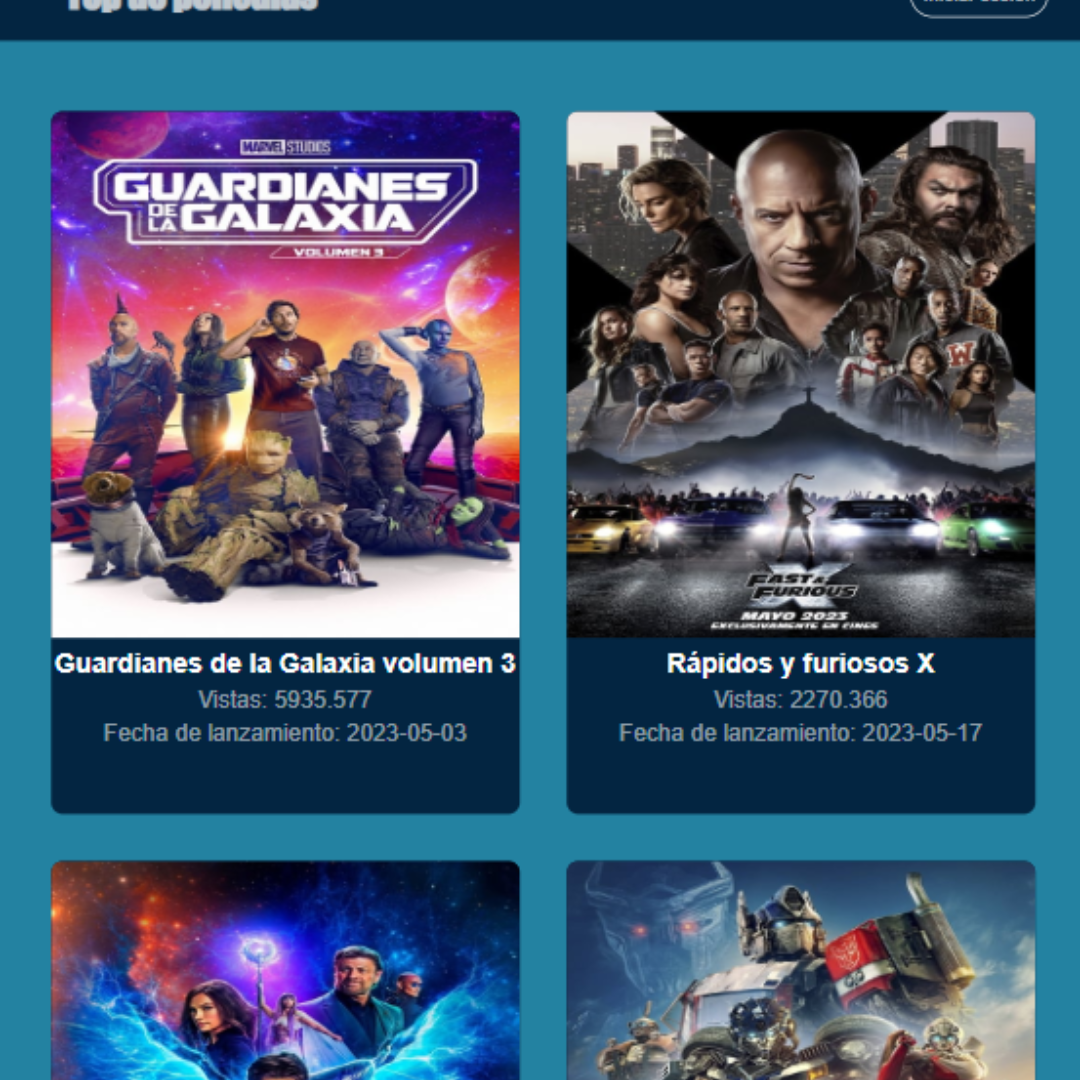 Top de películas
Iniciar sesión
MARVEL STUDIOS
GUARDIANES
DE LA GALAXIA
VOLUMEN 3
W
FAST &
FURIOUS
X
MAYO 2023
EXCLUSIVAMENTE EN CINES
Guardianes de la Galaxia volumen 3
Rápidos y furiosos X
Vistas: 5935.577
Vistas: 2270.366
Fecha de lanzamiento: 2023-05-03
Fecha de lanzamiento: 2023-05-17